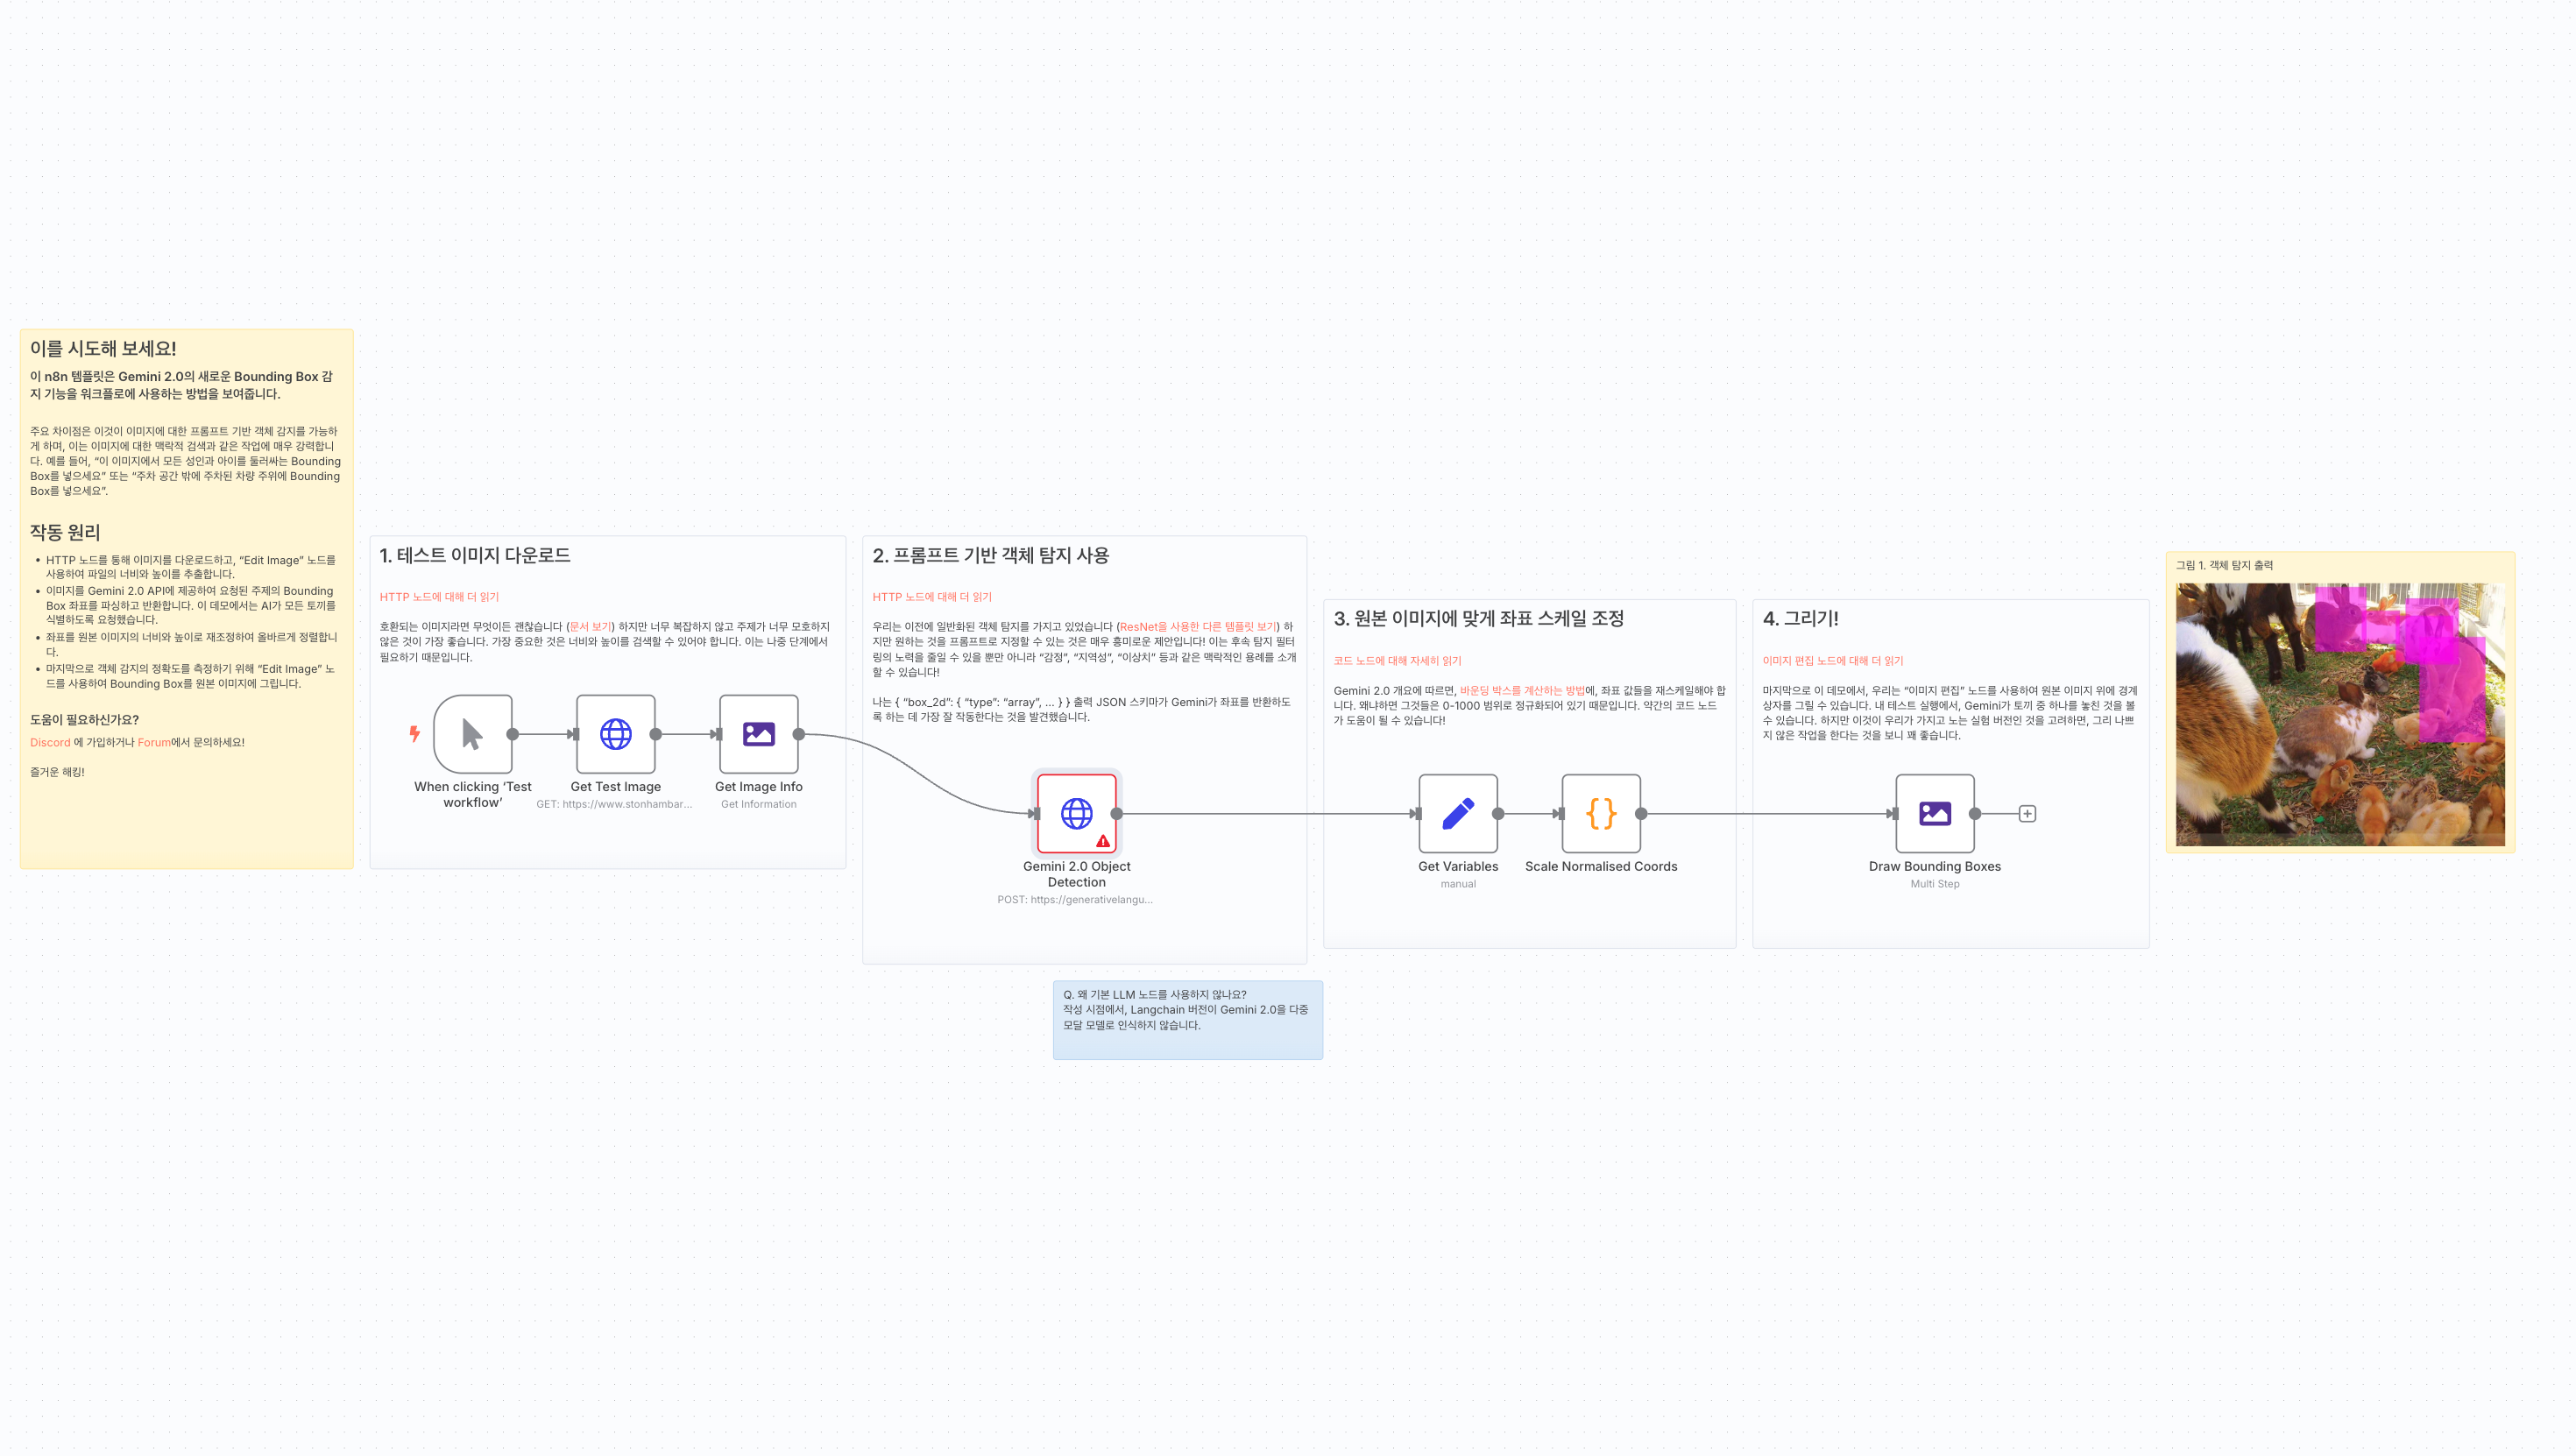 이를 시도해 보세요!
이 n8n 템플릿은 Gemini 2.0의 새로운 Bounding Box 감
지 기능을 워크플로에 사용하는 방법을 보여줍니다.
주요 차이점은 이것이 이미지에 대한 프롬프트 기반 객체 감지를 가능하
게 하며, 이는 이미지에 대한 맥락적 검색과 같은 작업에 매우 강력합니
다. 예를 들어, “이 이미지에서 모든 성인과 아이를 둘러싸는 Bounding
Box를 넣으세요” 또는 “주차 공간 밖에 주차된 차량 주위에 Bounding
Box를 넣으세요”.
작동 원리
• HTTP 노드를 통해 이미지를 다운로드하고, “Edit Image” 노드를
사용하여 파일의 너비와 높이를 추출합니다.
• 이미지를 Gemini 2.0 API에 제공하여 요청된 주제의 Bounding
Box 좌표를 파싱하고 반환합니다. 이 데모에서는 AI가 모든 토끼를
식별하도록 요청했습니다.
• 좌표를 원본 이미지의 너비와 높이로 재조정하여 올바르게 정렬합니
다.
• 마지막으로 객체 감지의 정확도를 측정하기 위해 “Edit Image” 노
드를 사용하여 Bounding Box를 원본 이미지에 그립니다.
도움이 필요하신가요?
Discord 에 가입하거나 Forum에서 문의하세요!
즐거운 해킹!
1. 테스트 이미지 다운로드
HTTP 노드에 대해 더 읽기
호환되는 이미지라면 무엇이든 괜찮습니다 (문서 보기) 하지만 너무 복잡하지 않고 주제가 너무 모호하지
않은 것이 가장 좋습니다. 가장 중요한 것은 너비와 높이를 검색할 수 있어야 합니다. 이는 나중 단계에서
필요하기 때문입니다.
When clicking ‘Test
workflow’
Get Test Image
GET: https://www.stonhambar...
Get Image Info
Get Information
2. 프롬프트 기반 객체 탐지 사용
HTTP 노드에 대해 더 읽기
우리는 이전에 일반화된 객체 탐지를 가지고 있었습니다 (ResNet을 사용한 다른 템플릿 보기) 하
지만 원하는 것을 프롬프트로 지정할 수 있는 것은 매우 흥미로운 제안입니다! 이는 후속 탐지 필터
링의 노력을 줄일 수 있을 뿐만 아니라 “감정”, “지역성”, “이상치” 등과 같은 맥락적인 용례를 소개
할 수 있습니다!
나는 { “box_2d”: { “type”: “array”, ... } } 출력 JSON 스키마가 Gemini가 좌표를 반환하도
록 하는 데 가장 잘 작동한다는 것을 발견했습니다.
Gemini 2.0 Object
Detection
POST: https://generativelangu...
Q. 왜 기본 LLM 노드를 사용하지 않나요?
작성 시점에서, Langchain 버전이 Gemini 2.0을 다중
모달 모델로 인식하지 않습니다.
3. 원본 이미지에 맞게 좌표 스케일 조정
코드 노드에 대해 자세히 읽기
Gemini 2.0 개요에 따르면, 바운딩 박스를 계산하는 방법에, 좌표 값들을 재스케일해야 합
니다. 왜냐하면 그것들은 0-1000 범위로 정규화되어 있기 때문입니다. 약간의 코드 노드
가 도움이 될 수 있습니다!
Get Variables
manual
Scale Normalised Coords
4. 그리기!
이미지 편집 노드에 대해 더 읽기
마지막으로 이 데모에서, 우리는 “이미지 편집” 노드를 사용하여 원본 이미지 위에 경계
상자를 그릴 수 있습니다. 내 테스트 실행에서, Gemini가 토끼 중 하나를 놓친 것을 볼
수 있습니다. 하지만 이것이 우리가 가지고 노는 실험 버전인 것을 고려하면, 그리 나쁘
지 않은 작업을 한다는 것을 보니 꽤 좋습니다.
Draw Bounding Boxes
Multi Step
그림 1. 객체 탐지 출력